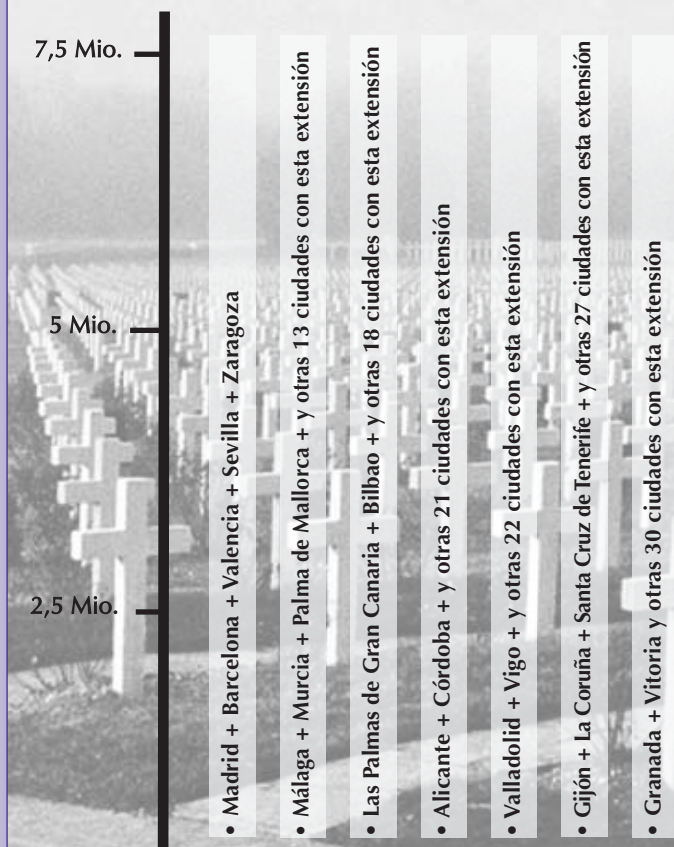 7,5 Mio.
5 Mio.
2,5 Mio.
• Madrid + Barcelona + Valencia + Sevilla + Zaragoza
• Málaga + Murcia + Palma de Mallorca + y otras 13 ciudades con esta extensión
• Las Palmas de Gran Canaria + Bilbao + y otras 18 ciudades con esta extensión
• Alicante + Córdoba + y otras 21 ciudades con esta extensión
• Valladolid + Vigo + y otras 22 ciudades con esta extensión
• Gijón + La Coruña + Santa Cruz de Tenerife + y otras 27 ciudades con esta extensión
• Granada + Vitoria y otras 30 ciudades con esta extensión